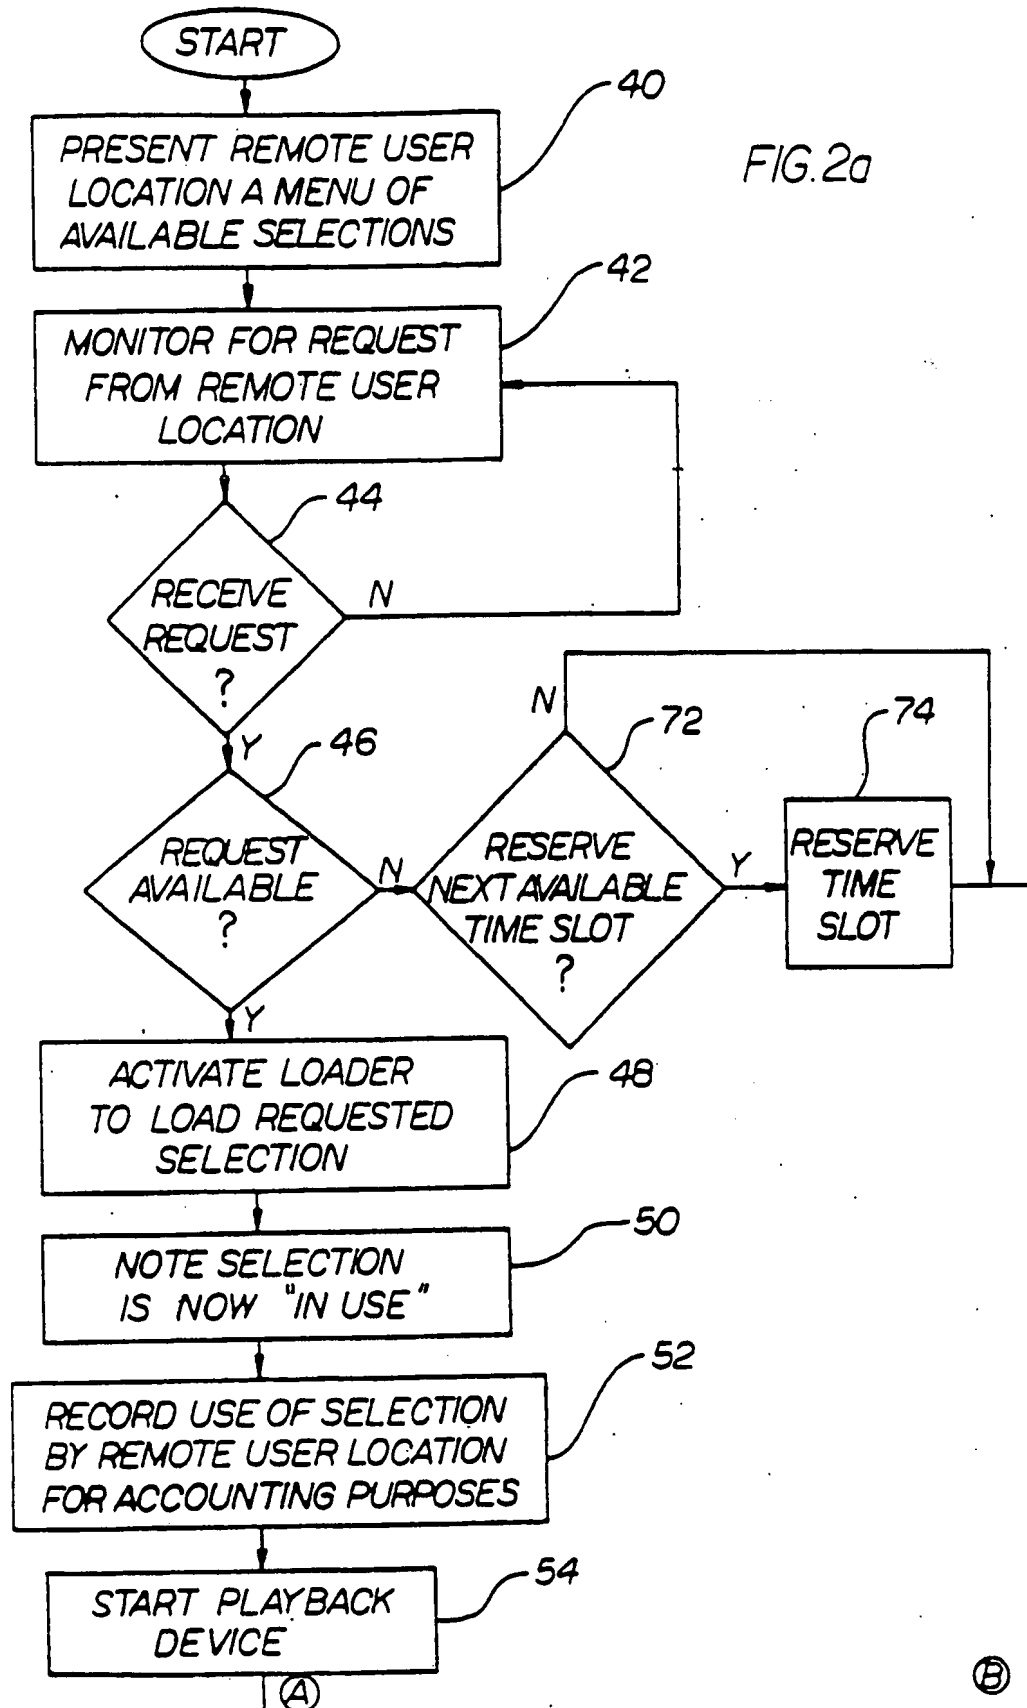 START
40
PRESENT REMOTE USER
LOCATION A MENU OF
AVAILABLE SELECTIONS
FIG. 2a
42
MONITOR FOR REQUEST
FROM REMOTE USER
LOCATION
44
RECEIVE
REQUEST
?
N
Y
46
REQUEST
AVAILABLE
?
N
Y
72
RESERVE
NEXT AVAILABLE
TIME SLOT
?
N
Y
74
RESERVE
TIME
SLOT
ACTIVATE LOADER
TO LOAD REQUESTED
SELECTION
48
50
NOTE SELECTION
IS NOW "IN USE"
52
RECORD USE OF SELECTION
BY REMOTE USER LOCATION
FOR ACCOUNTING PURPOSES
54
START PLAYBACK
DEVICE
A
B